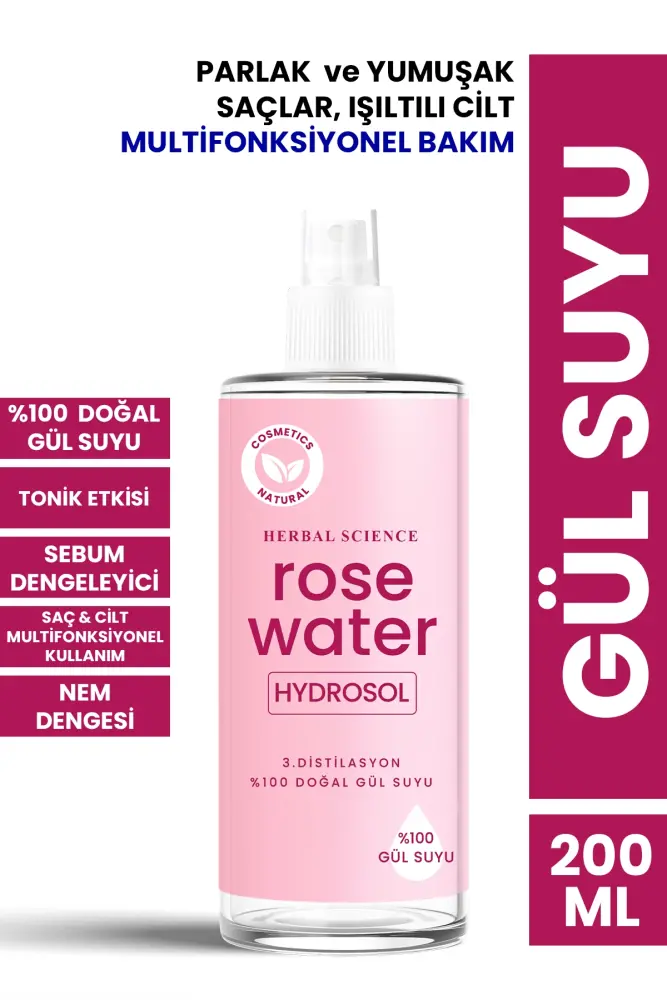 PARLAK ve YUMUŞAK
SAÇLAR, IŞILTILI CİLT
MULTİFONKSİYONEL BAKIM
GÜL SUYU
200
ML
%100 DOĞAL
GÜL SUYU
TONİK ETKİSİ
SEBUM
DENGELEYİCİ
SAÇ & CİLT
MULTİFONKSİYONEL
KULLANIM
NEM
DENGESİ
COSMETICS
NATURAL
HERBAL SCIENCE
rose
water
HYDROSOL
3.DİSTİLASYON
%100 DOĞAL GÜL SUYU
%100
GÜL SUYU